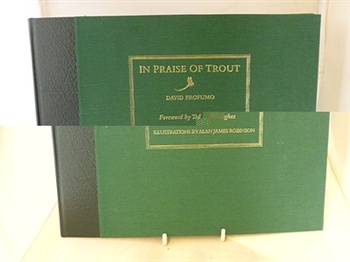 IN PRAISE OF TROUT
DAVID PROFUMO
Foreword by Ted
ILLUSTRATIONS BY ALAN JAMES ROBINSON